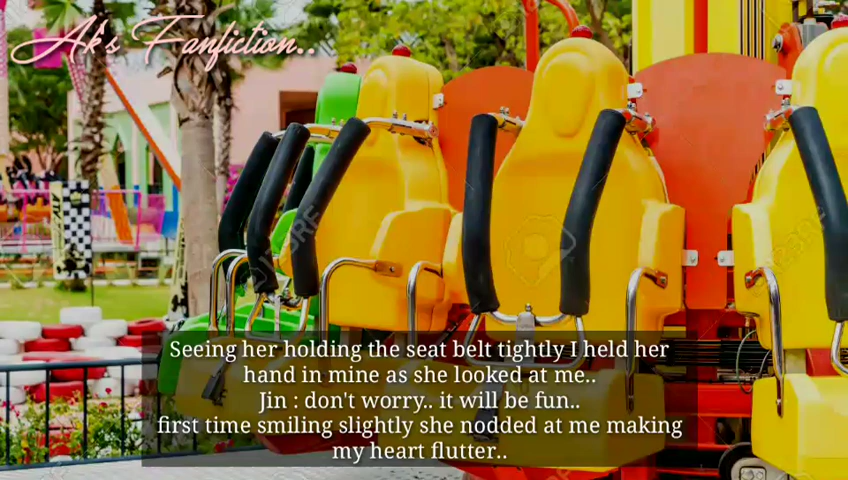 Ak's Fanfiction..
Seeing her holding the seat belt tightly I held her
hand in mine as she looked at me..
Jin : don't worry.. it will be fun..
first time smiling slightly she nodded at me making
my heart flutter..
123RF